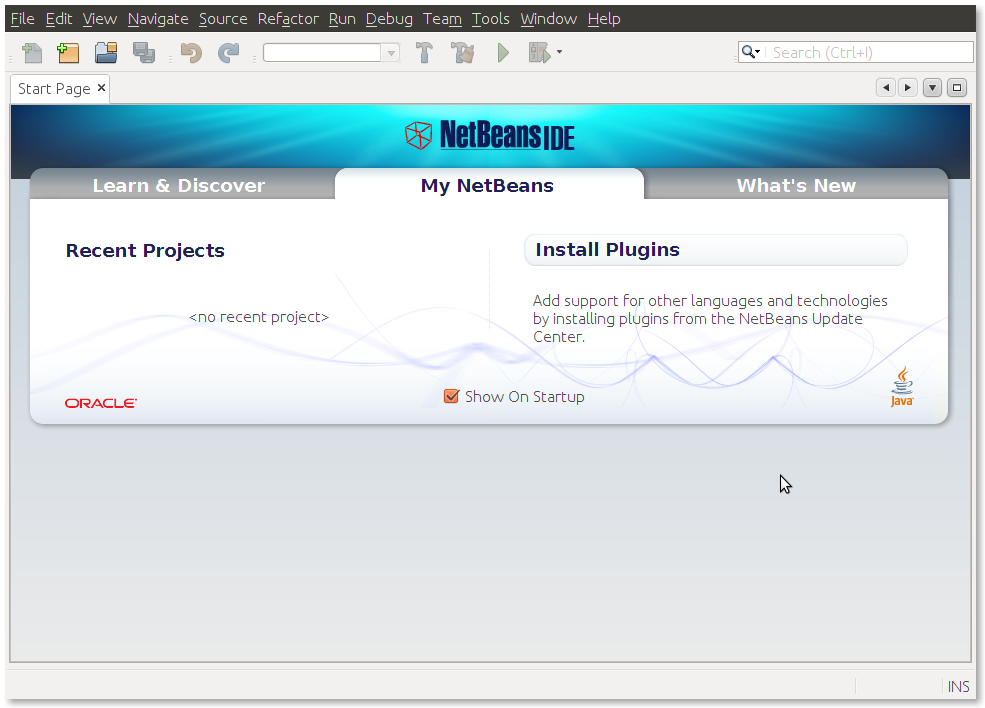 File Edit View Navigate Source Refactor Run Debug Team Tools Window Help
Search (Ctrl+I)
Start Page
NetBeans IDE
Learn & Discover
My NetBeans
What's New
Recent Projects
<no recent project>
Install Plugins
Add support for other languages and technologies
by installing plugins from the NetBeans Update
Center.
ORACLE
Show On Startup
Java
INS